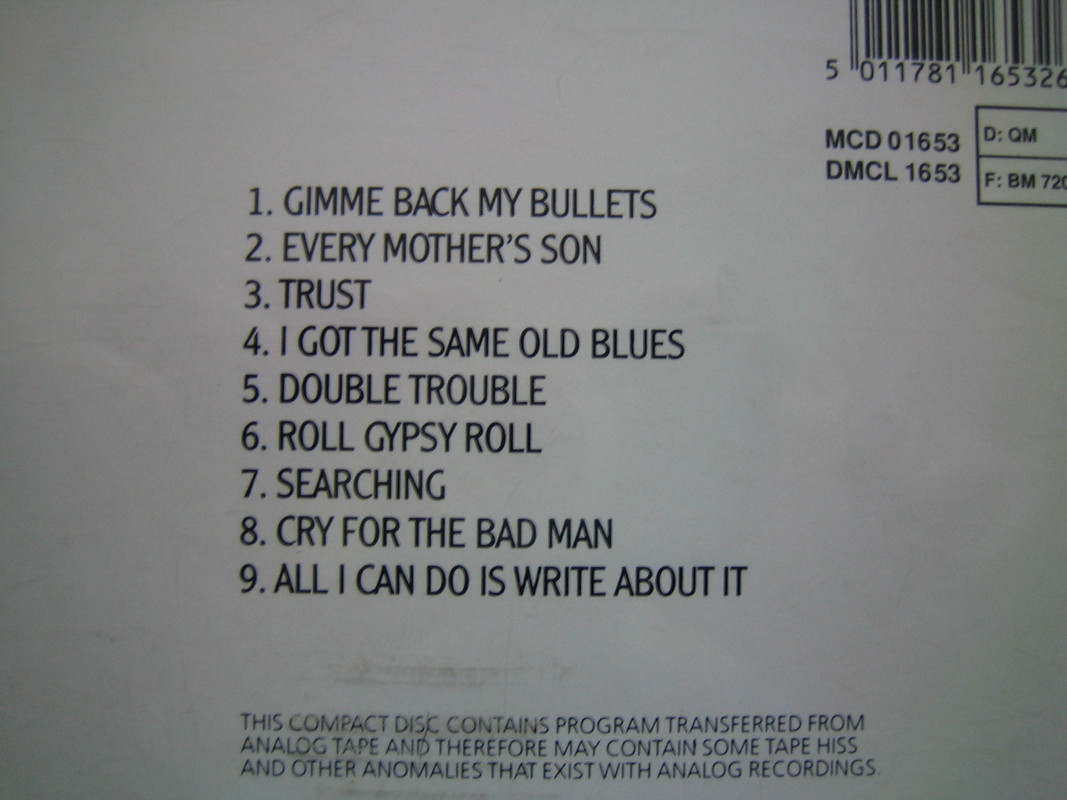 5 011781 165326
MCD 01653
DMCL 1653
D: QM
F: BM 720
1. GIMME BACK MY BULLETS
2. EVERY MOTHER'S SON
3. TRUST
4. I GOT THE SAME OLD BLUES
5. DOUBLE TROUBLE
6. ROLL GYPSY ROLL
7. SEARCHING
8. CRY FOR THE BAD MAN
9. ALL I CAN DO IS WRITE ABOUT IT
THIS COMPACT DISC CONTAINS PROGRAM TRANSFERRED FROM
ANALOG TAPE AND THEREFORE MAY CONTAIN SOME TAPE HISS
AND OTHER ANOMALIES THAT EXIST WITH ANALOG RECORDINGS.